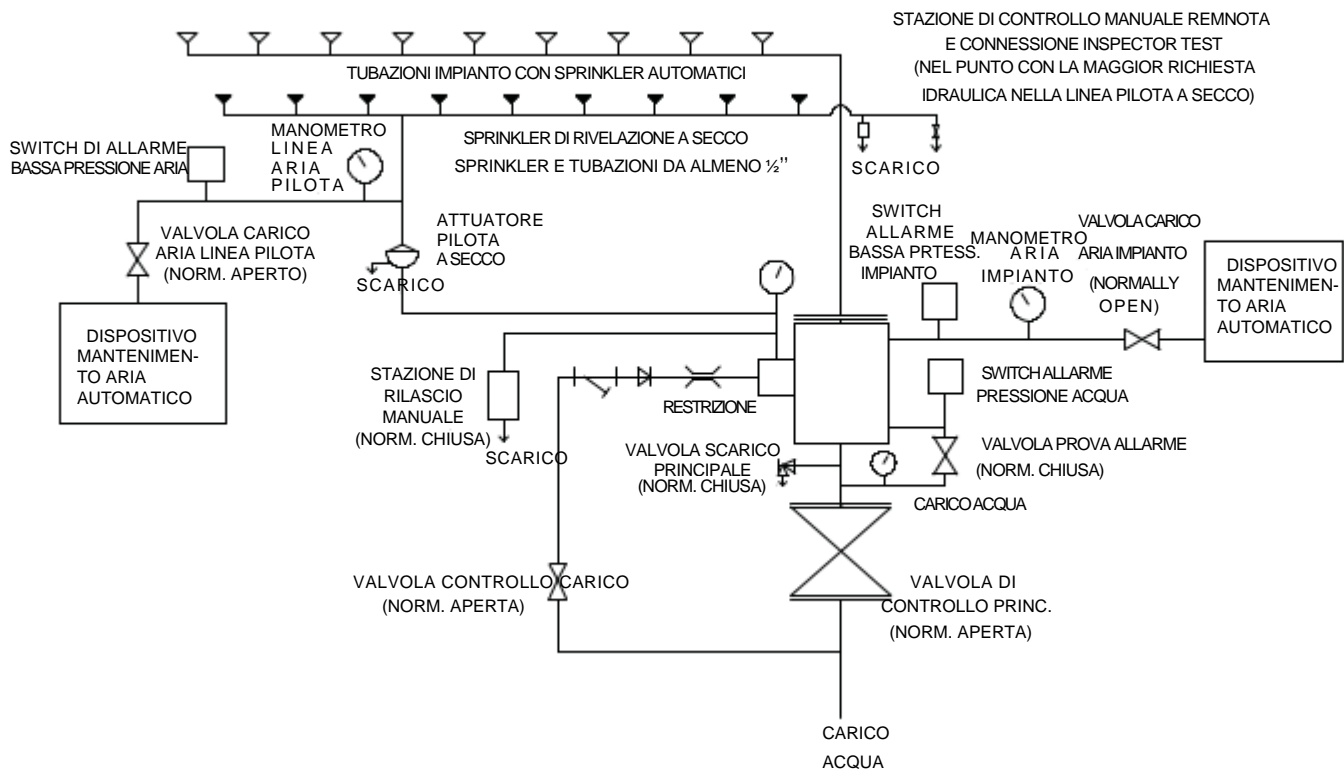 STAZIONE DI CONTROLLO MANUALE REMNOTA
E CONNESSIONE INSPECTOR TEST
(NEL PUNTO CON LA MAGGIOR RICHIESTA
IDRAULICA NELLA LINEA PILOTA A SECCO)
TUBAZIONI IMPIANTO CON SPRINKLER AUTOMATICI
SPRINKLER DI RIVELAZIONE A SECCO
SPRINKLER E TUBAZIONI DA ALMENO ½’’
SCARICO
SWITCH DI ALLARME
BASSA PRESSIONE ARIA
MANOMETRO
LINEA
ARIA
PILOTA
VALVOLA CARICO
ARIA LINEA PILOTA
(NORM. APERTO)
ATTUATORE
PILOTA
A SECCO
SCARICO
DISPOSITIVO
MANTENIMEN-
TO ARIA
AUTOMATICO
SWITCH
ALLARME
BASSA PRTESS.
IMPIANTO
MANOMETRO
ARIA
IMPIANTO
VALVOLA CARICO
ARIA IMPIANTO
(NORMALLY
OPEN)
DISPOSITIVO
MANTENIMEN-
TO ARIA
AUTOMATICO
STAZIONE DI
RILASCIO
MANUALE
(NORM. CHIUSA)
SCARICO
RESTRIZIONE
SWITCH ALLARME
PRESSIONE ACQUA
VALVOLA SCARICO
PRINCIPALE
(NORM. CHIUSA)
VALVOLA PROVA ALLARME
(NORM. CHIUSA)
CARICO ACQUA
VALVOLA CONTROLLO CARICO
(NORM. APERTA)
VALVOLA DI
CONTROLLO PRINC.
(NORM. APERTA)
CARICO
ACQUA